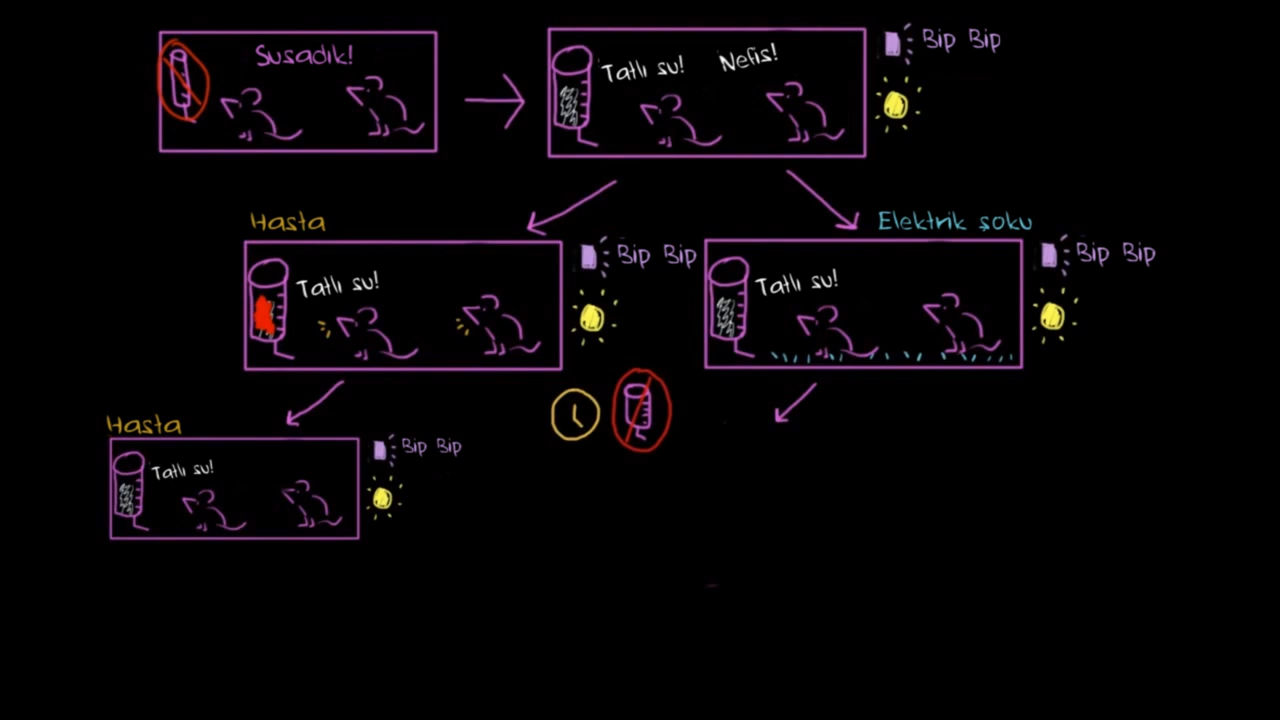 Susadık!
Tatlı su! Nefis!
Bip Bip
Hasta
Tatlı su!
Bip Bip
Elektrik şoku
Tatlı su!
Bip Bip
Hasta
Tatlı su!
Bip Bip